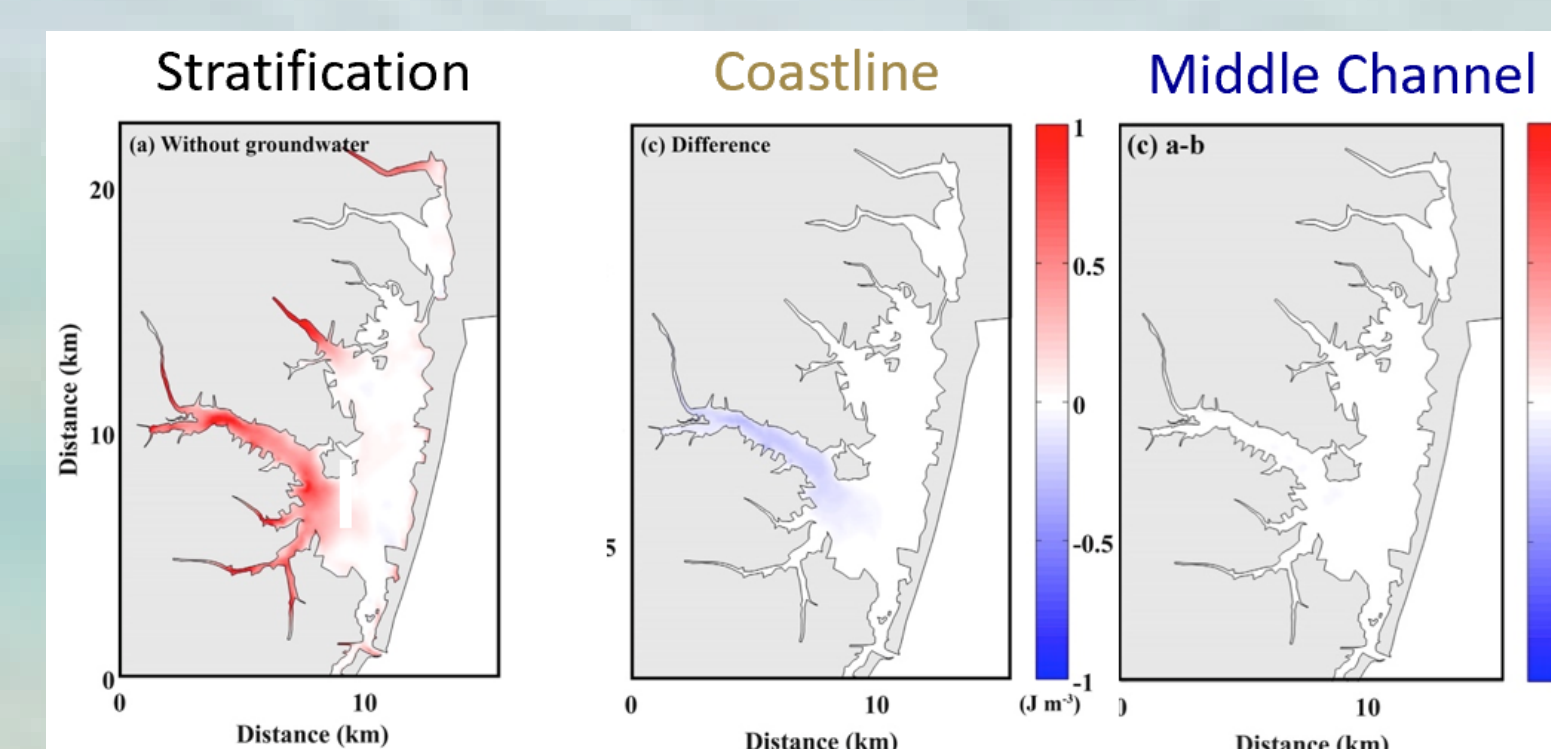 Stratification
Coastline
Middle Channel
(a) Without groundwater
(c) Difference
(c) a-b
1
0.5
0
-0.5
-1
(J m⁻³)
20
10
0
Distance (km)
0
10
Distance (km)
5
0
10
Distance (km)
0
10
Distance (km)